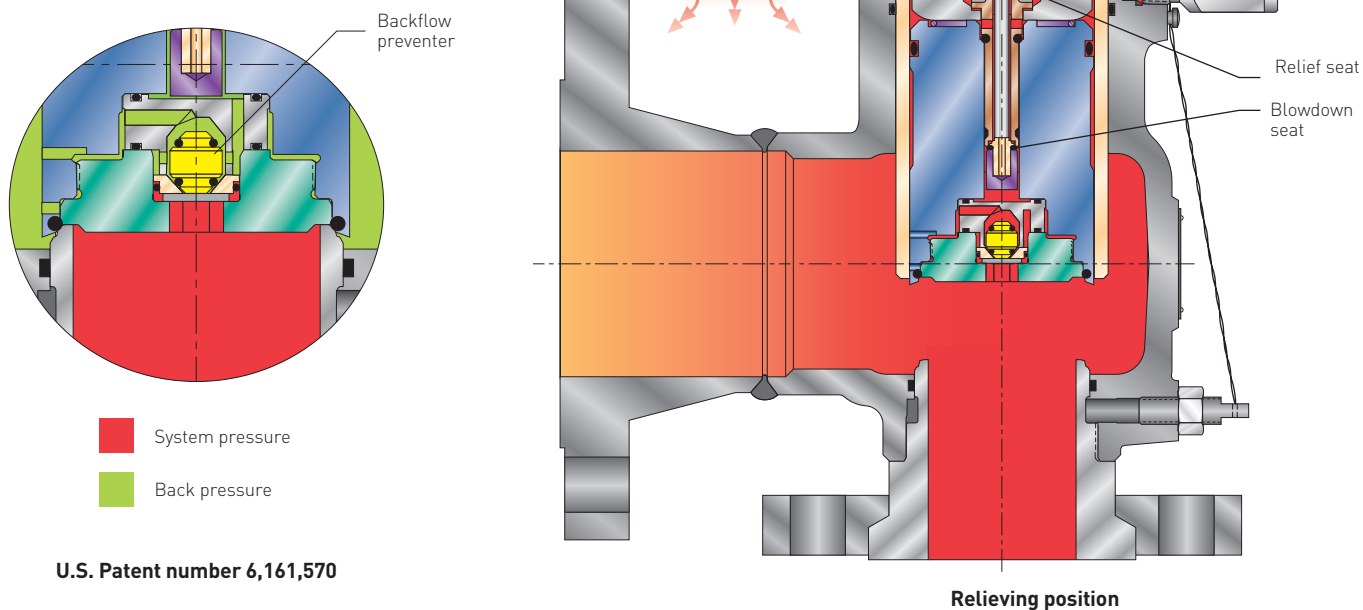 Backflow
preventer
Relief seat
Blowdown
seat
System pressure
Back pressure
U.S. Patent number 6,161,570
Relieving position